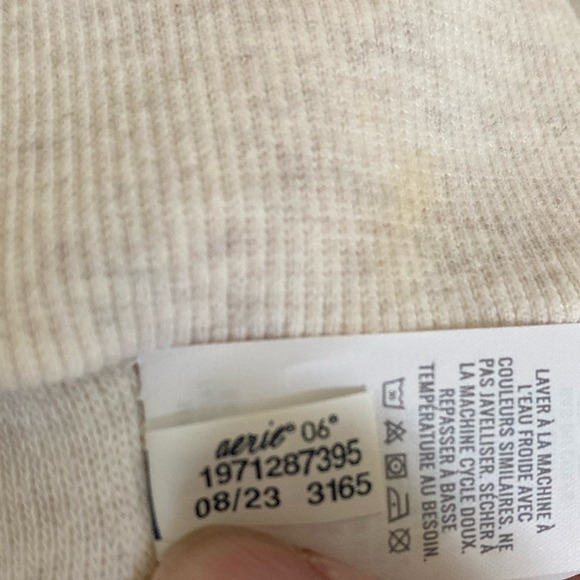 aerie® 06®
1971287395
08/23 3165
LAVER À LA MACHINE À
L'EAU FROIDE AVEC
COULEURS SIMILAIRES. NE
PAS JAVELLISER. SÉCHER À
LA MACHINE CYCLE DOUX.
REPASSER À BASSE
TEMPÉRATURE AU BESOIN.